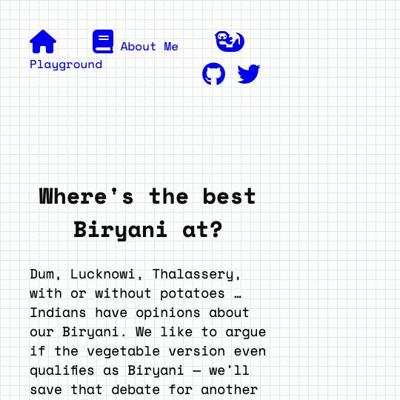 About Me
Playground
Where's the best
Biryani at?
Dum, Lucknowi, Thalassery,
with or without potatoes …
Indians have opinions about
our Biryani. We like to argue
if the vegetable version even
qualifies as Biryani — we'll
save that debate for another